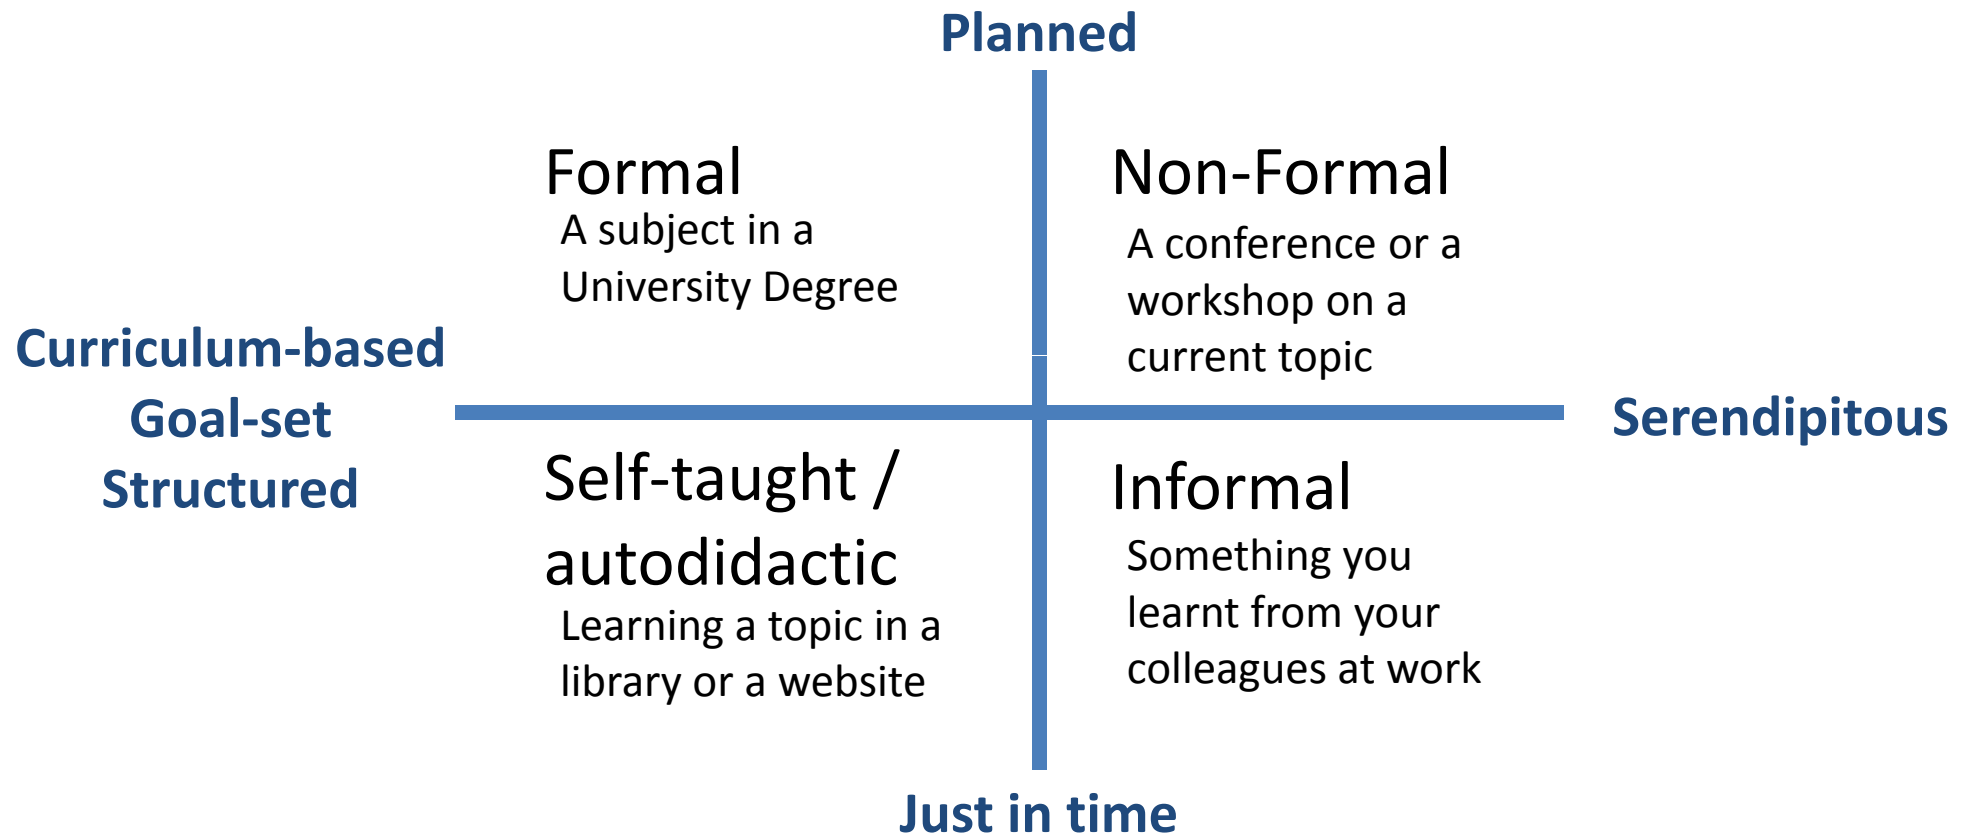 Planned
Formal
A subject in a
University Degree
Non-Formal
A conference or a
workshop on a
current topic
Curriculum-based
Goal-set
Structured
Serendipitous
Self-taught /
autodidactic
Learning a topic in a
library or a website
Informal
Something you
learnt from your
colleagues at work
Just in time